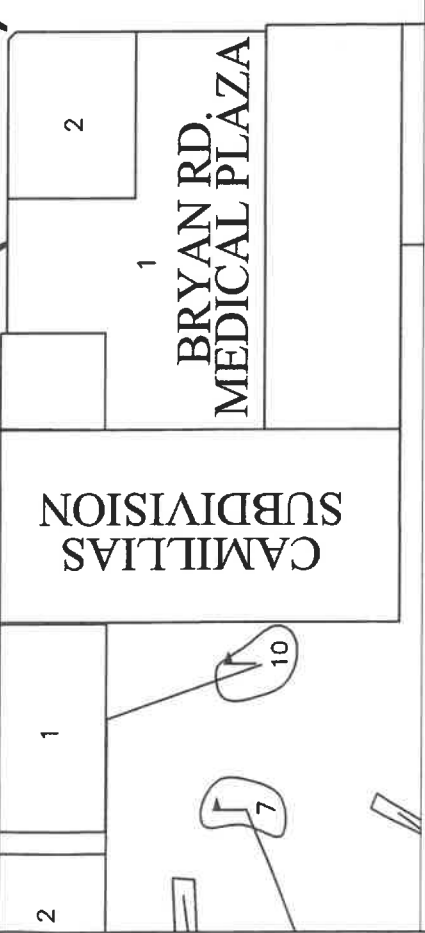 2
1
BRYAN RD.
MEDICAL PLAZA
CAMILLIAS
SUBDIVISION
1
10
7
2